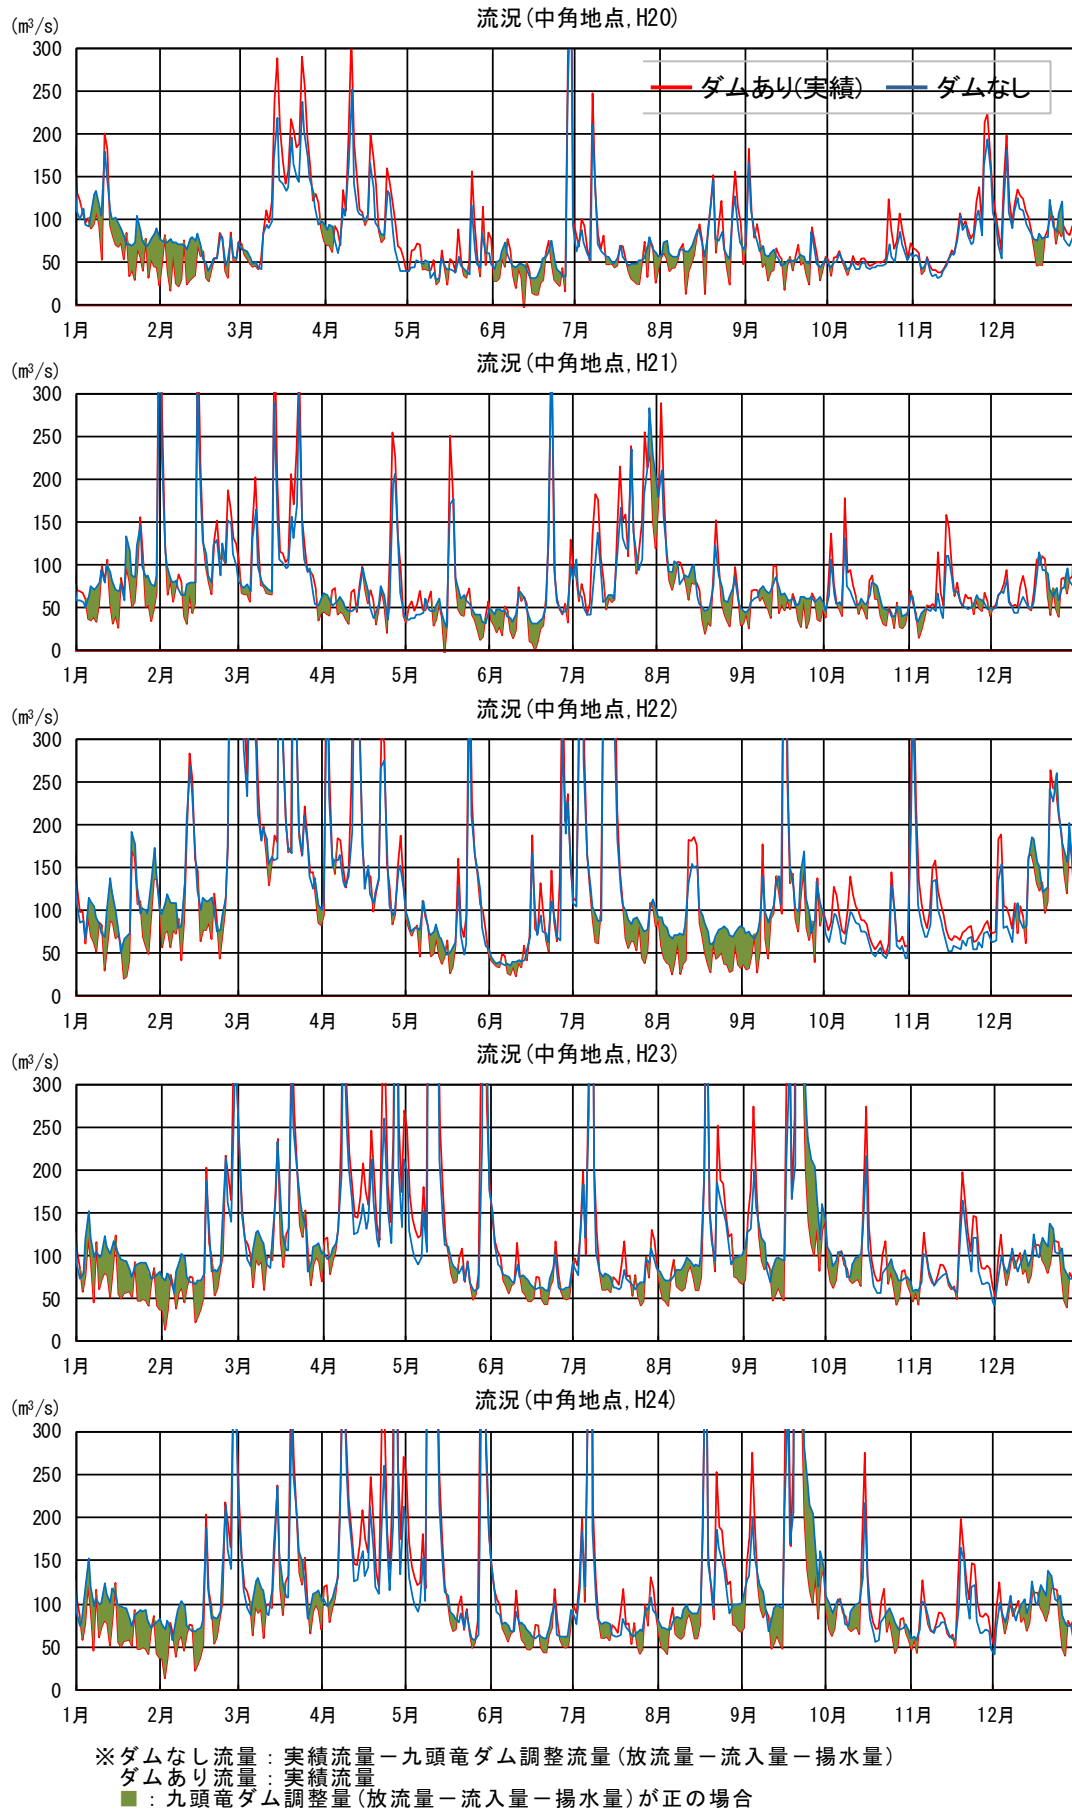 流況(中角地点,H20)
(m³/s)
ダムあり(実績) ダムなし
300
250
200
150
100
50
0
1月 2月 3月 4月 5月 6月 7月 8月 9月 10月 11月 12月
流況(中角地点,H21)
(m³/s)
300
250
200
150
100
50
0
1月 2月 3月 4月 5月 6月 7月 8月 9月 10月 11月 12月
流況(中角地点,H22)
(m³/s)
300
250
200
150
100
50
0
1月 2月 3月 4月 5月 6月 7月 8月 9月 10月 11月 12月
流況(中角地点,H23)
(m³/s)
300
250
200
150
100
50
0
1月 2月 3月 4月 5月 6月 7月 8月 9月 10月 11月 12月
流況(中角地点,H24)
(m³/s)
300
250
200
150
100
50
0
1月 2月 3月 4月 5月 6月 7月 8月 9月 10月 11月 12月
※ダムなし流量：実績流量－九頭竜ダム調整流量(放流量－流入量－揚水量)
ダムあり流量：実績流量
：九頭竜ダム調整量(放流量－流入量－揚水量)が正の場合